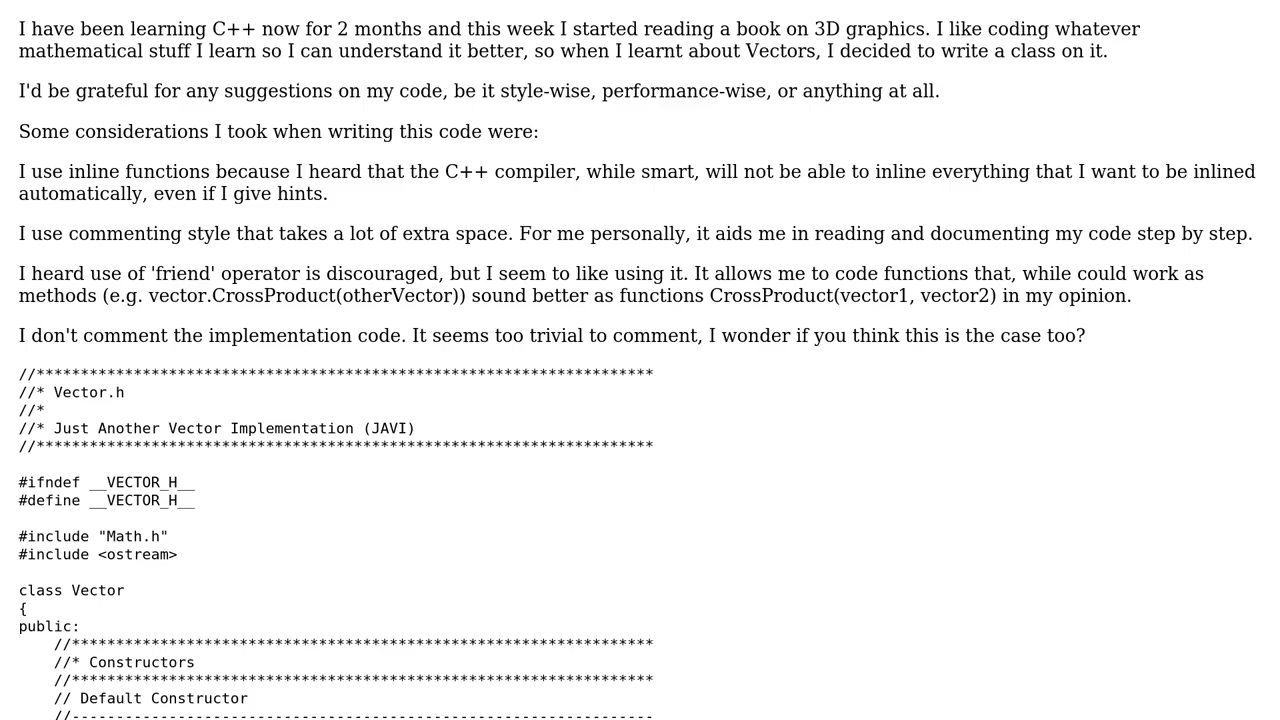 I have been learning C++ now for 2 months and this week I started reading a book on 3D graphics. I like coding whatever
mathematical stuff I learn so I can understand it better, so when I learnt about Vectors, I decided to write a class on it.
I'd be grateful for any suggestions on my code, be it style-wise, performance-wise, or anything at all.
Some considerations I took when writing this code were:
I use inline functions because I heard that the C++ compiler, while smart, will not be able to inline everything that I want to be inlined
automatically, even if I give hints.
I use commenting style that takes a lot of extra space. For me personally, it aids me in reading and documenting my code step by step.
I heard use of 'friend' operator is discouraged, but I seem to like using it. It allows me to code functions that, while could work as
methods (e.g. vector.CrossProduct(otherVector)) sound better as functions CrossProduct(vector1, vector2) in my opinion.
I don't comment the implementation code. It seems too trivial to comment, I wonder if you think this is the case too?
//**********************************************************************
//* Vector.h
//*
//* Just Another Vector Implementation (JAVI)
//**********************************************************************
#ifndef __VECTOR_H__
#define __VECTOR_H__
#include "Math.h"
#include <ostream>
class Vector
{
public:
    //******************************************************************
    //* Constructors
    //******************************************************************
    // Default Constructor
    //------------------------------------------------------------------